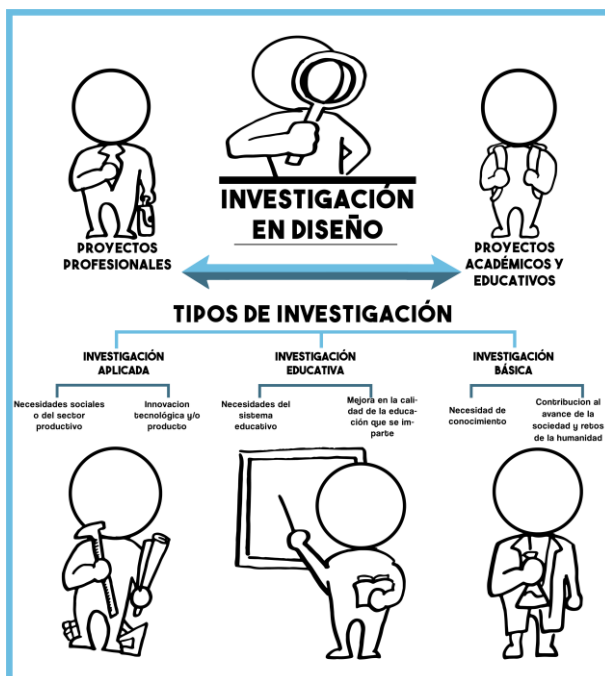 INVESTIGACIÓN
EN DISEÑO
PROYECTOS
PROFESIONALES
PROYECTOS
ACADÉMICOS Y
EDUCATIVOS
TIPOS DE INVESTIGACIÓN
INVESTIGACIÓN
APLICADA
Necesidades sociales
o del sector
productivo
Innovacion
tecnológica y/o
producto
INVESTIGACIÓN
EDUCATIVA
Necesidades del
sistema
educativo
Mejora en la cali-
dad de la educa-
ción que se im-
parte
INVESTIGACIÓN
BÁSICA
Necesidad de
conocimiento
Contribucion al
avance de la
sociedad y retos
de la humanidad